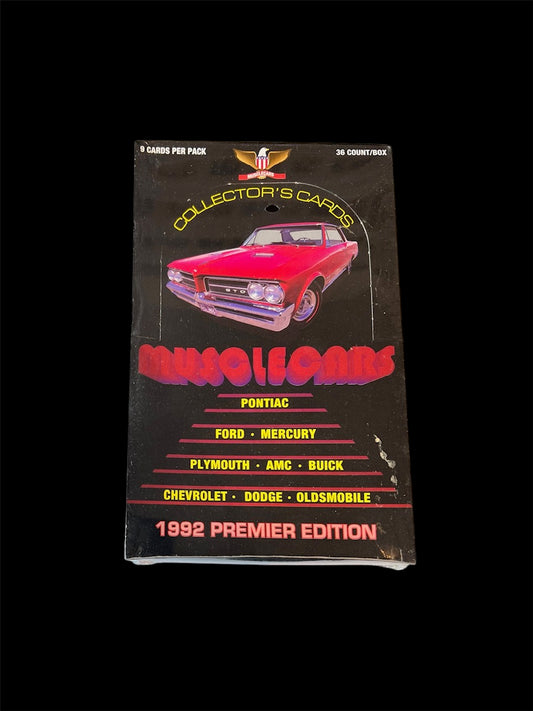 9 CARDS PER PACK
36 COUNT/BOX
MUSCLECARDS
COLLECTOR'S CARDS
GTO
MUSCLECARS
PONTIAC
FORD · MERCURY
PLYMOUTH · AMC · BUICK
CHEVROLET · DODGE · OLDSMOBILE
1992 PREMIER EDITION